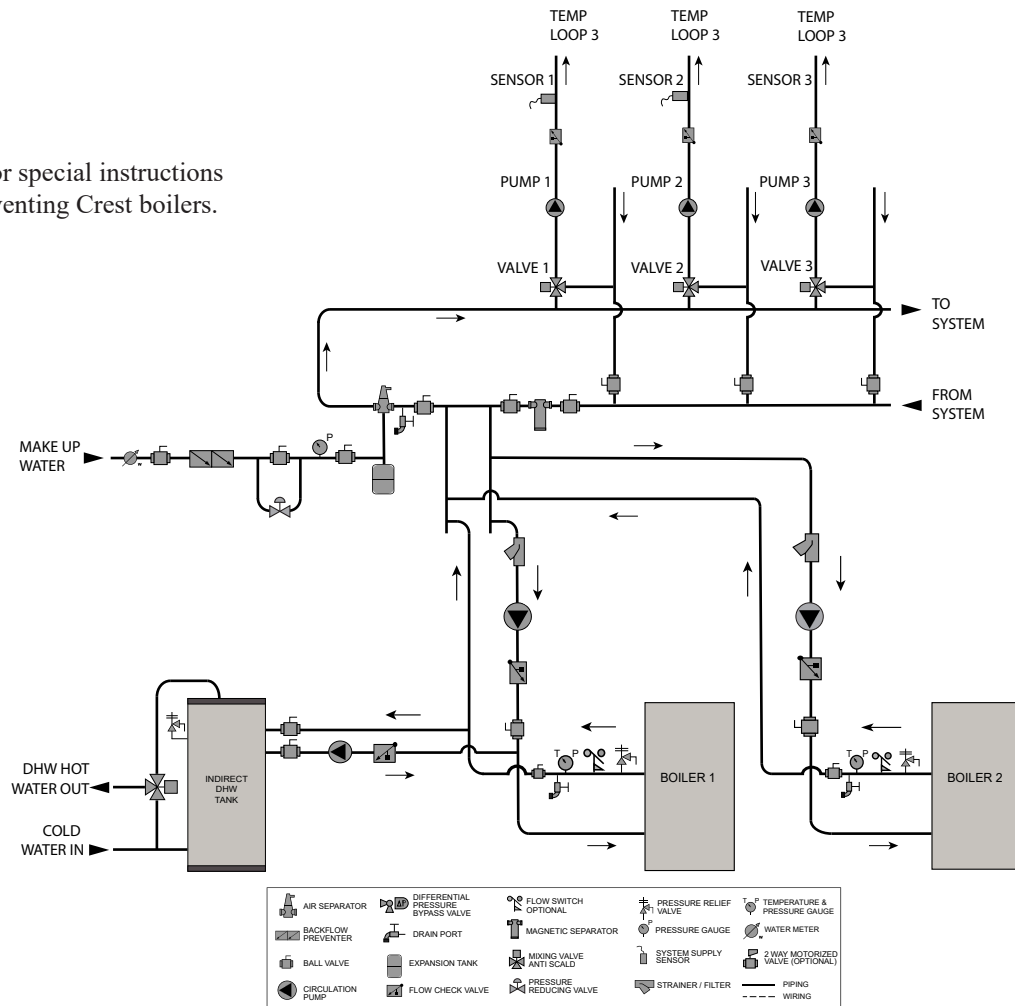 TEMP
LOOP 3
TEMP
LOOP 3
TEMP
LOOP 3
SENSOR 1
SENSOR 2
SENSOR 3
or special instructions
venting Crest boilers.
PUMP 1
PUMP 2
PUMP 3
VALVE 1
VALVE 2
VALVE 3
TO
SYSTEM
FROM
SYSTEM
MAKE UP
WATER
P
W
T P
T P
DHW HOT
WATER OUT
COLD
WATER IN
INDIRECT
DHW
TANK
BOILER 1
BOILER 2
AIR SEPARATOR
DIFFERENTIAL
PRESSURE
BYPASS VALVE
FLOW SWITCH
OPTIONAL
PRESSURE RELIEF
VALVE
TEMPERATURE &
PRESSURE GAUGE
BACKFLOW
PREVENTER
DRAIN PORT
MAGNETIC SEPARATOR
PRESSURE GAUGE
WATER METER
BALL VALVE
EXPANSION TANK
MIXING VALVE
ANTI SCALD
SYSTEM SUPPLY
SENSOR
2 WAY MOTORIZED
VALVE (OPTIONAL)
CIRCULATION
PUMP
FLOW CHECK VALVE
PRESSURE
REDUCING VALVE
STRAINER / FILTER
PIPING
WIRING
ΔP
T P
P
W